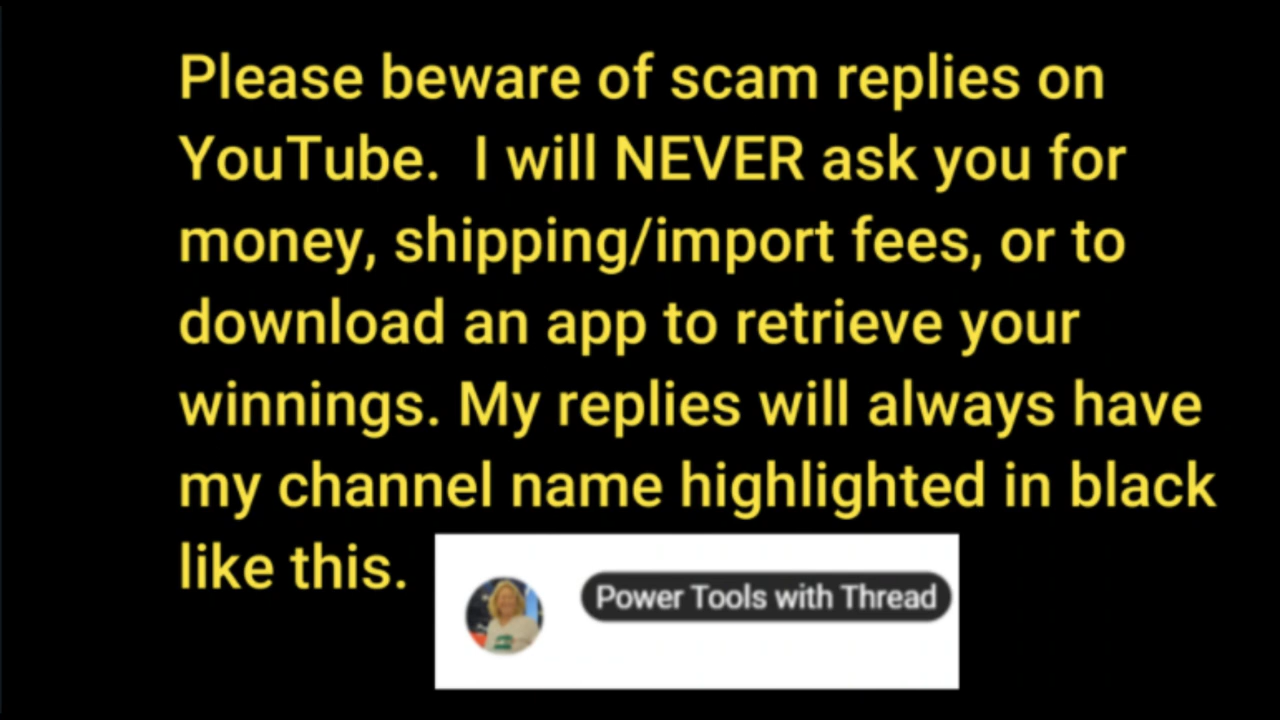 Please beware of scam replies on
YouTube.  I will NEVER ask you for
money, shipping/import fees, or to
download an app to retrieve your
winnings. My replies will always have
my channel name highlighted in black
like this.
Power Tools with Thread